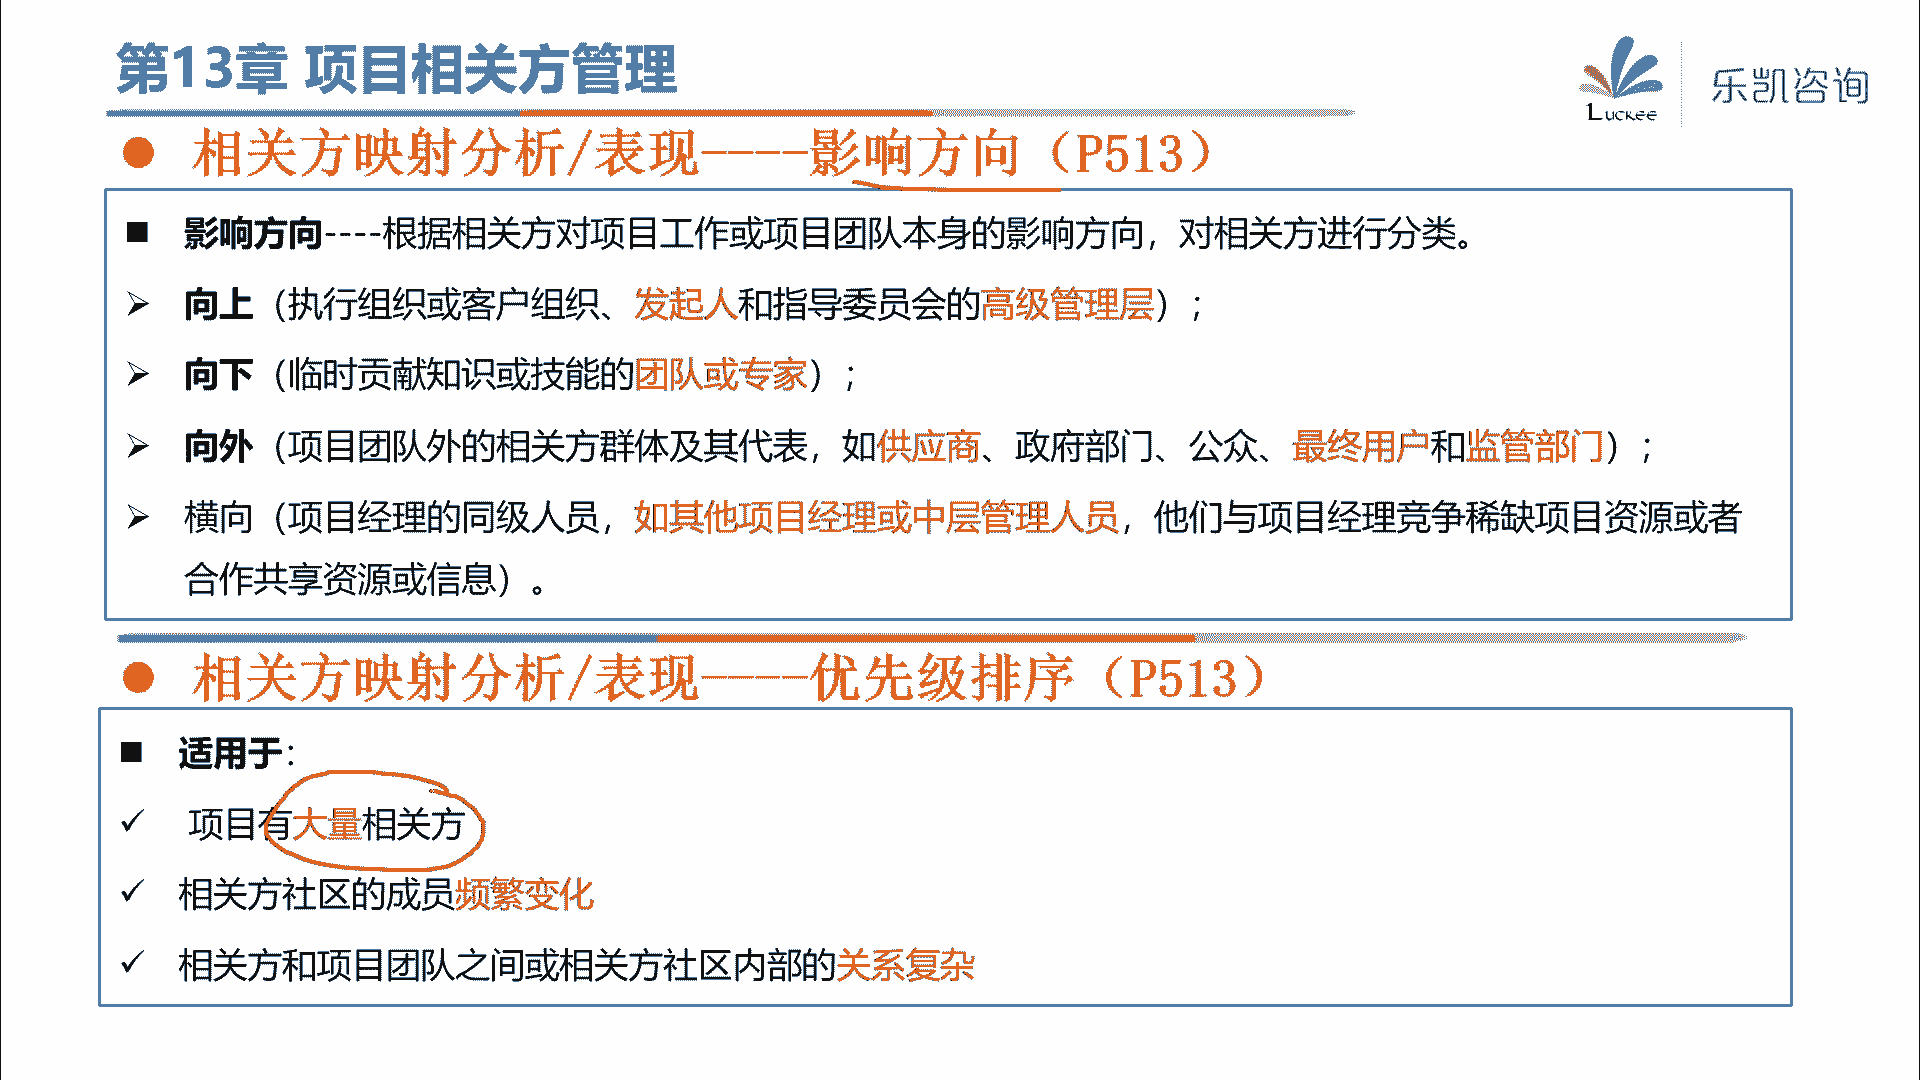 第13章 项目相关方管理
Luckee
乐凯咨询
● 相关方映射分析/表现----影响方向（P513）
■ 影响方向----根据相关方对项目工作或项目团队本身的影响方向，对相关方进行分类。
➢ 向上（执行组织或客户组织、发起人和指导委员会的高级管理层）；
➢ 向下（临时贡献知识或技能的团队或专家）；
➢ 向外（项目团队外的相关方群体及其代表，如供应商、政府部门、公众、最终用户和监管部门）；
➢ 横向（项目经理的同级人员，如其他项目经理或中层管理人员，他们与项目经理竞争稀缺项目资源或者
合作共享资源或信息）。
● 相关方映射分析/表现----优先级排序（P513）
■ 适用于：
✓ 项目有大量相关方
✓ 相关方社区的成员频繁变化
✓ 相关方和项目团队之间或相关方社区内部的关系复杂